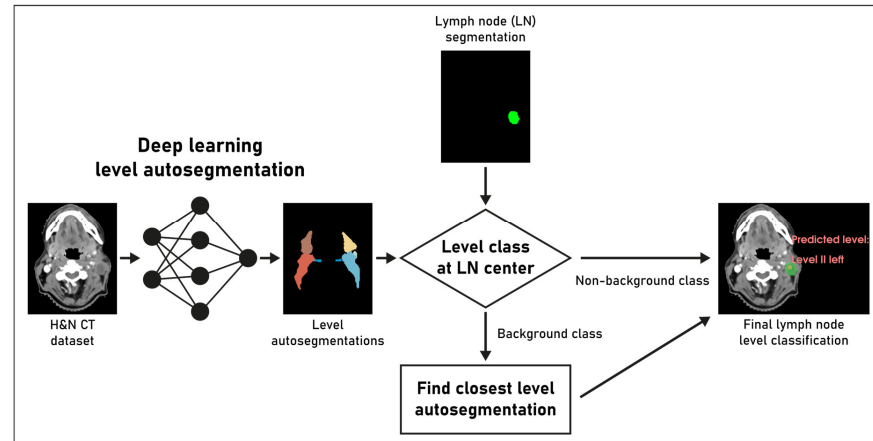 Lymph node (LN)
segmentation
Deep learning
level autosegmentation
H&N CT
dataset
Level
autosegmentations
Level class
at LN center
Non-background class
Background class
Find closest level
autosegmentation
Predicted level:
Level II left
Final lymph node
level classification